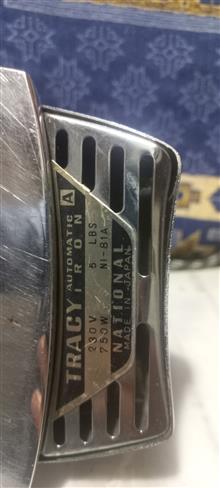 TRACY AUTOMATIC IRON A
230V 5 LBS
750W NI-81A
NATIONAL
MADE IN JAPAN